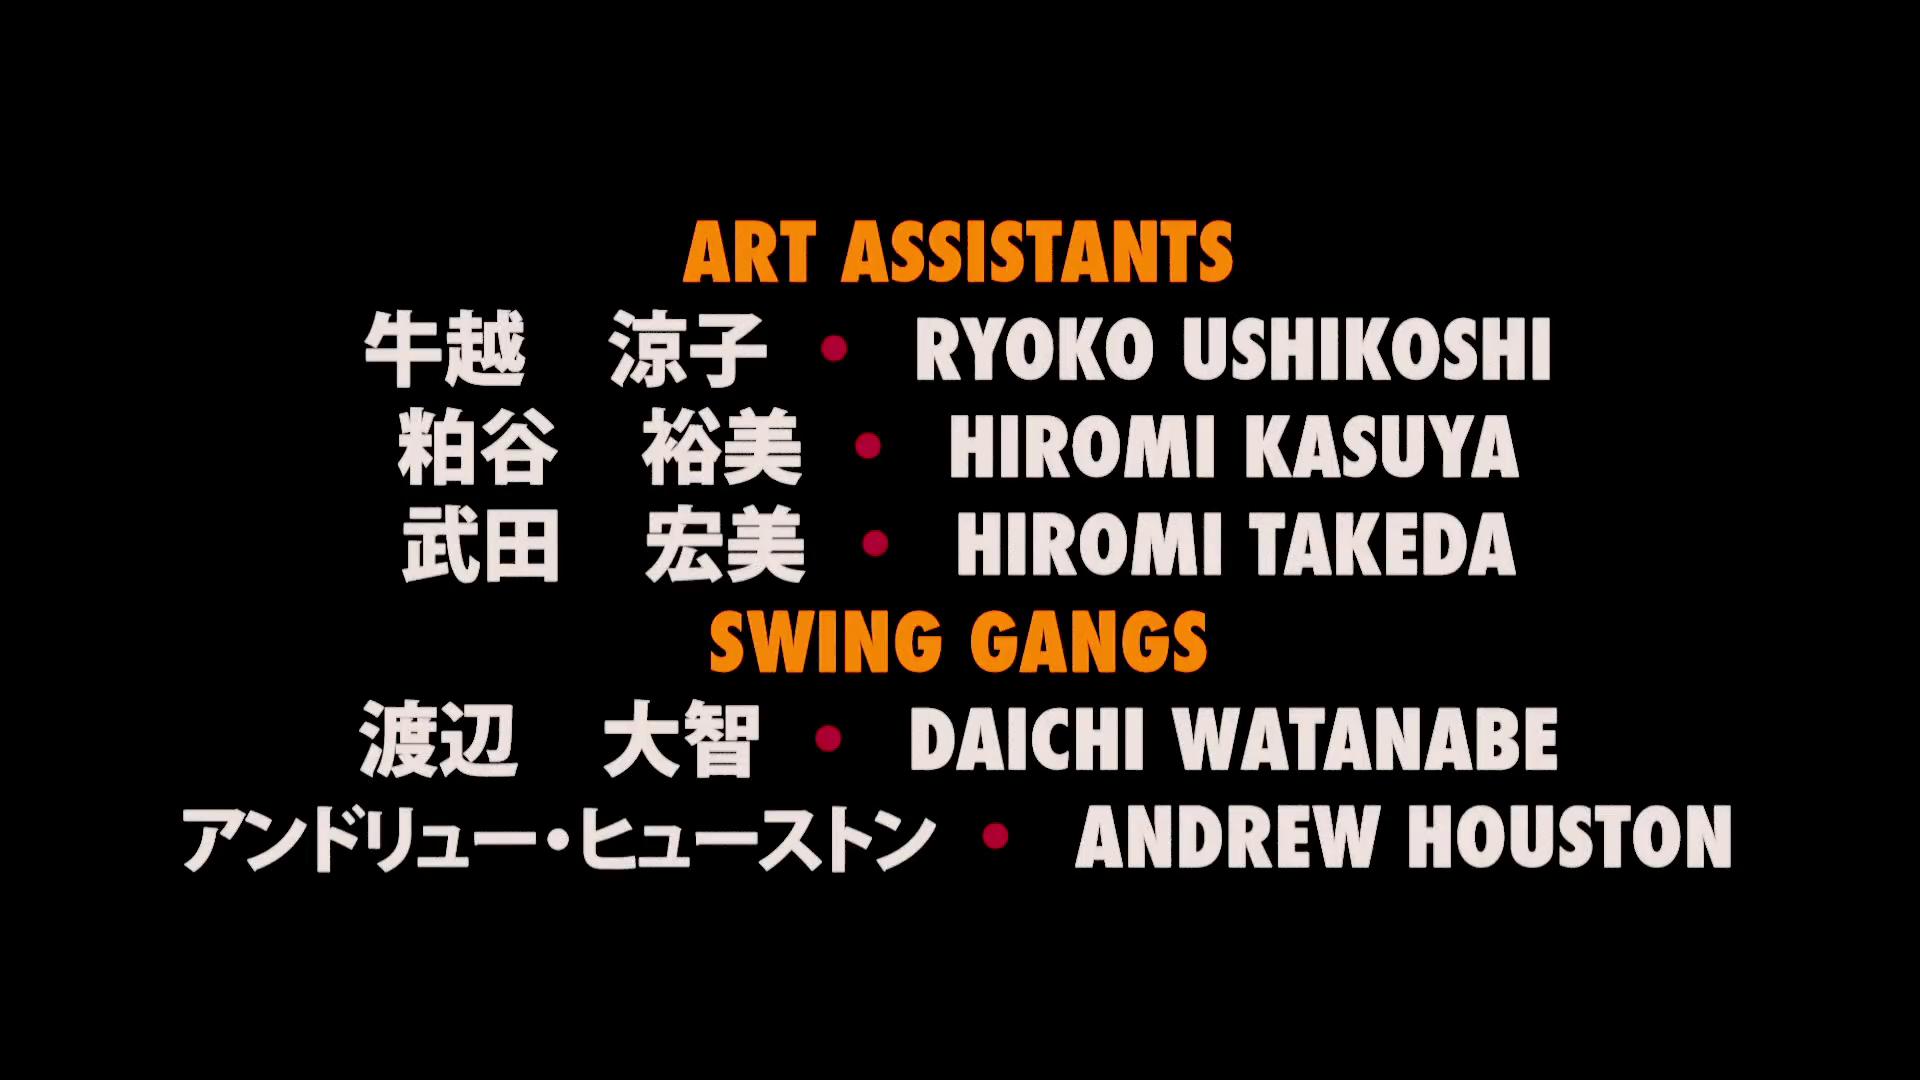 ART ASSISTANTS
牛越　涼子 • RYOKO USHIKOSHI
粕谷　裕美 • HIROMI KASUYA
武田　宏美 • HIROMI TAKEDA
SWING GANGS
渡辺　大智 • DAICHI WATANABE
アンドリュー・ヒューストン • ANDREW HOUSTON